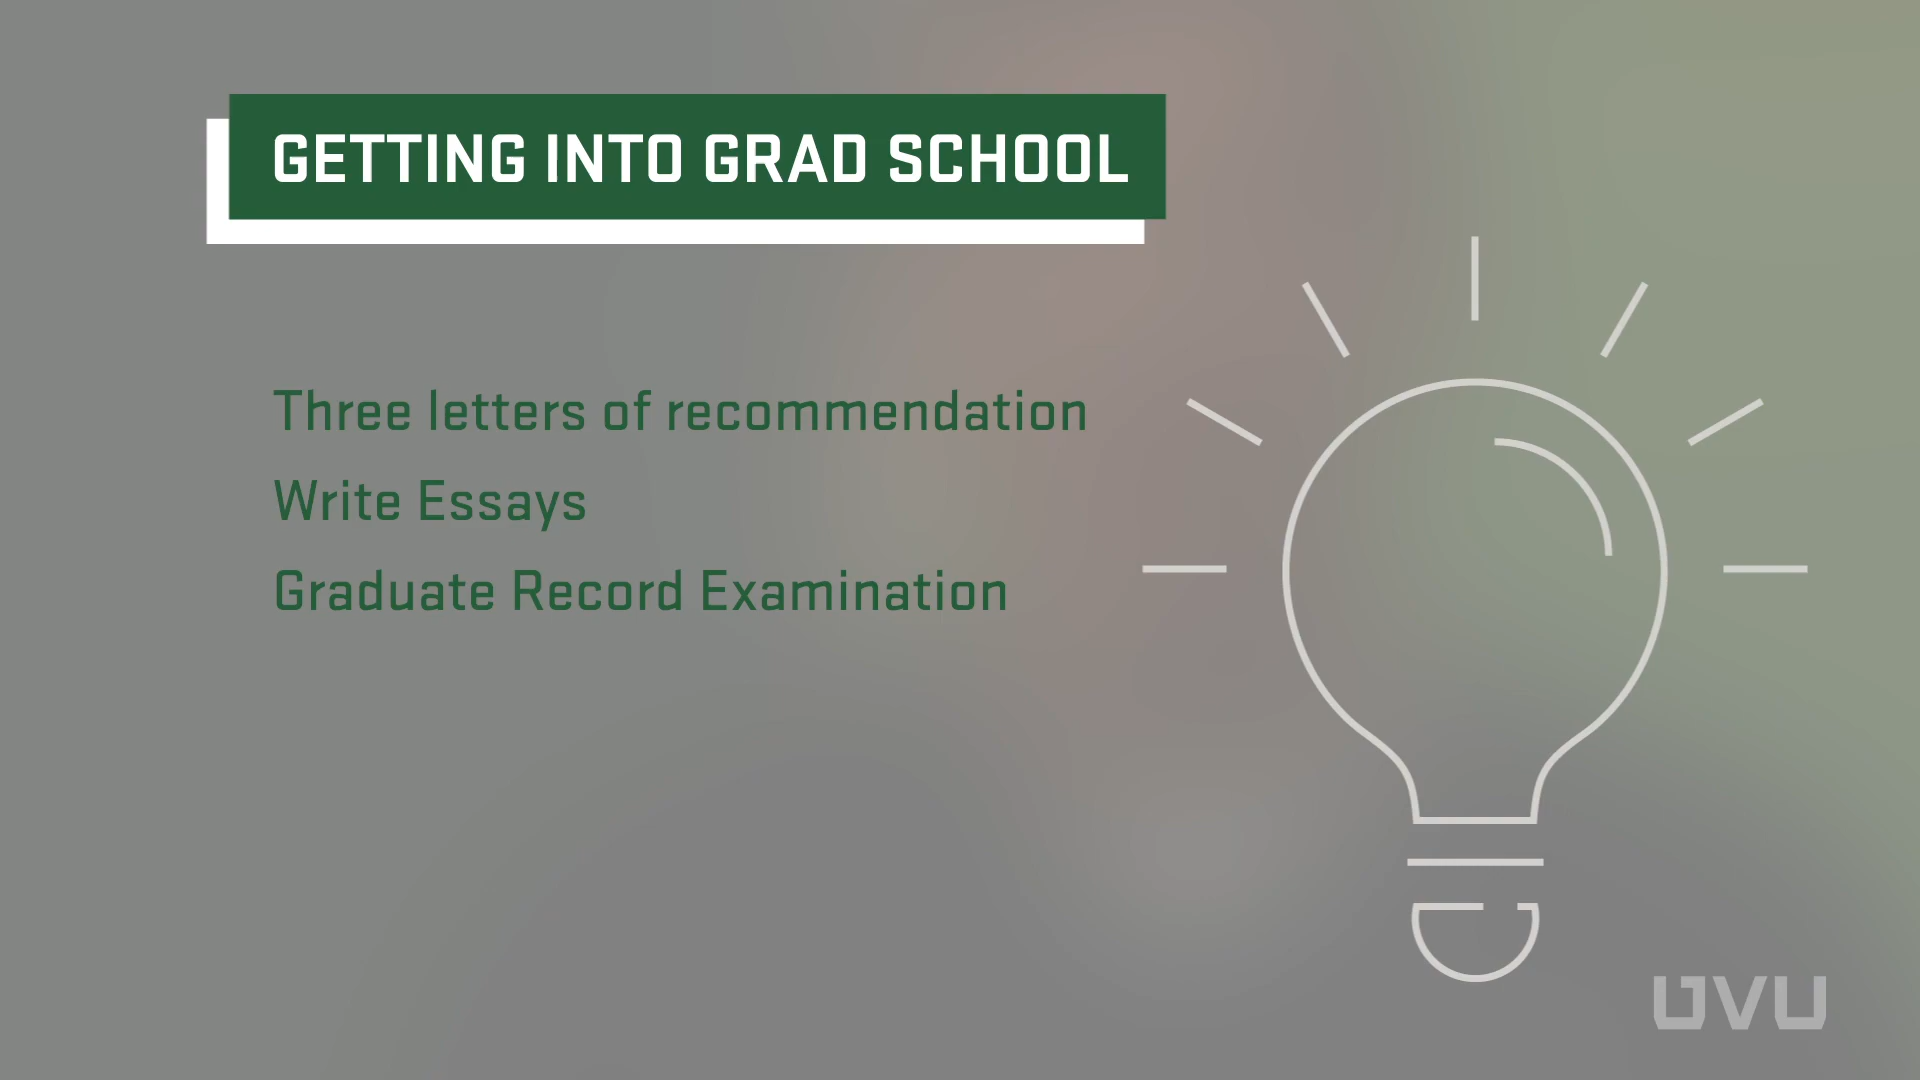 GETTING INTO GRAD SCHOOL
Three letters of recommendation
Write Essays
Graduate Record Examination
UVU